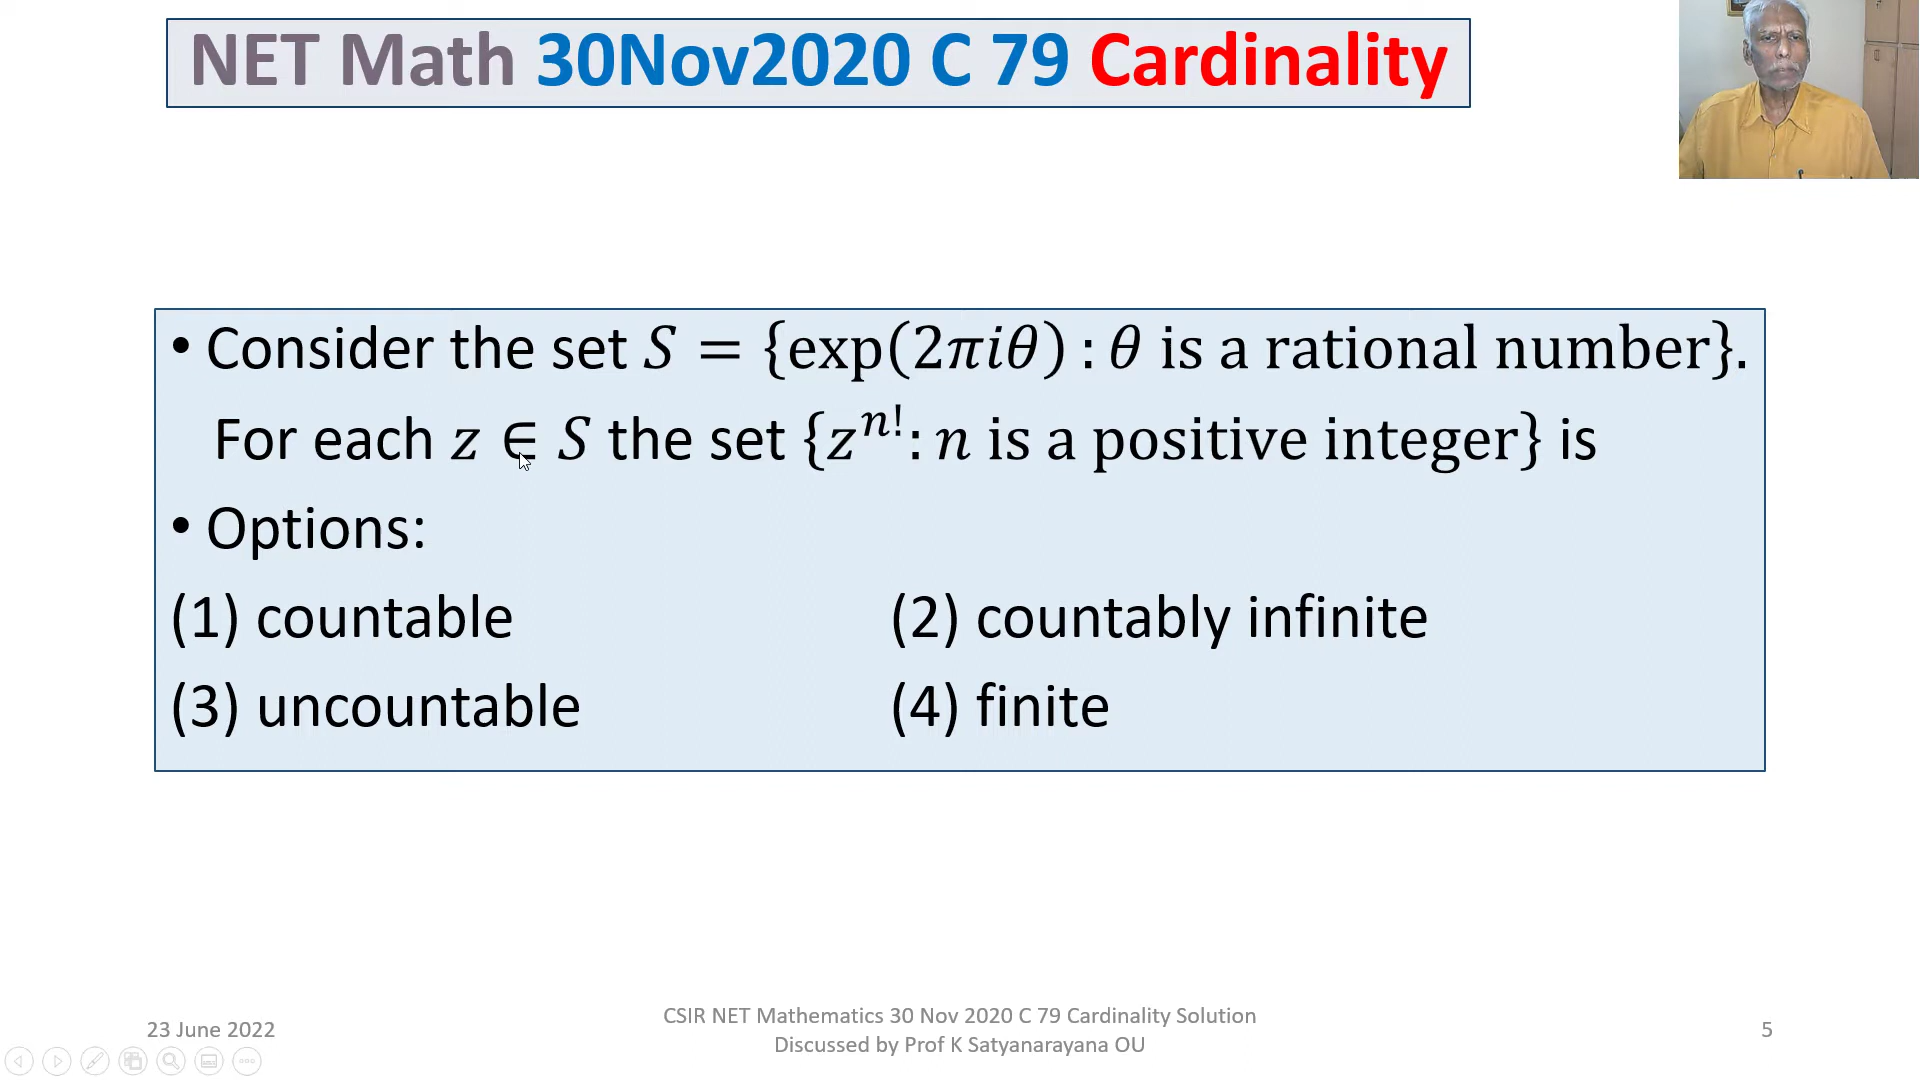 NET Math 30Nov2020 C 79 Cardinality
• Consider the set 𝑆 = {exp(2𝜋𝑖𝜃) : 𝜃 is a rational number}.
For each 𝑧 ∈ 𝑆 the set {𝑧^{𝑛!}: 𝑛 is a positive integer} is
• Options:
(1) countable (2) countably infinite
(3) uncountable (4) finite
23 June 2022
CSIR NET Mathematics 30 Nov 2020 C 79 Cardinality Solution
Discussed by Prof K Satyanarayana OU
5